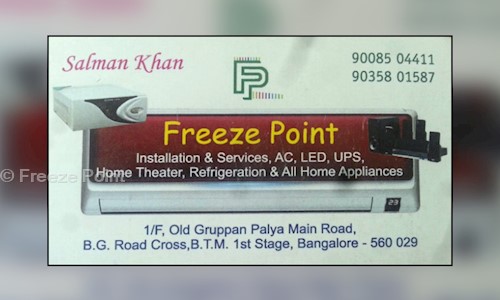 Salman Khan
FP
90085 04411
90358 01587
Freeze Point
Installation & Services, AC, LED, UPS,
Home Theater, Refrigeration & All Home Appliances
23
1/F, Old Gruppan Palya Main Road,
B.G. Road Cross,B.T.M. 1st Stage, Bangalore - 560 029
© Freeze Point